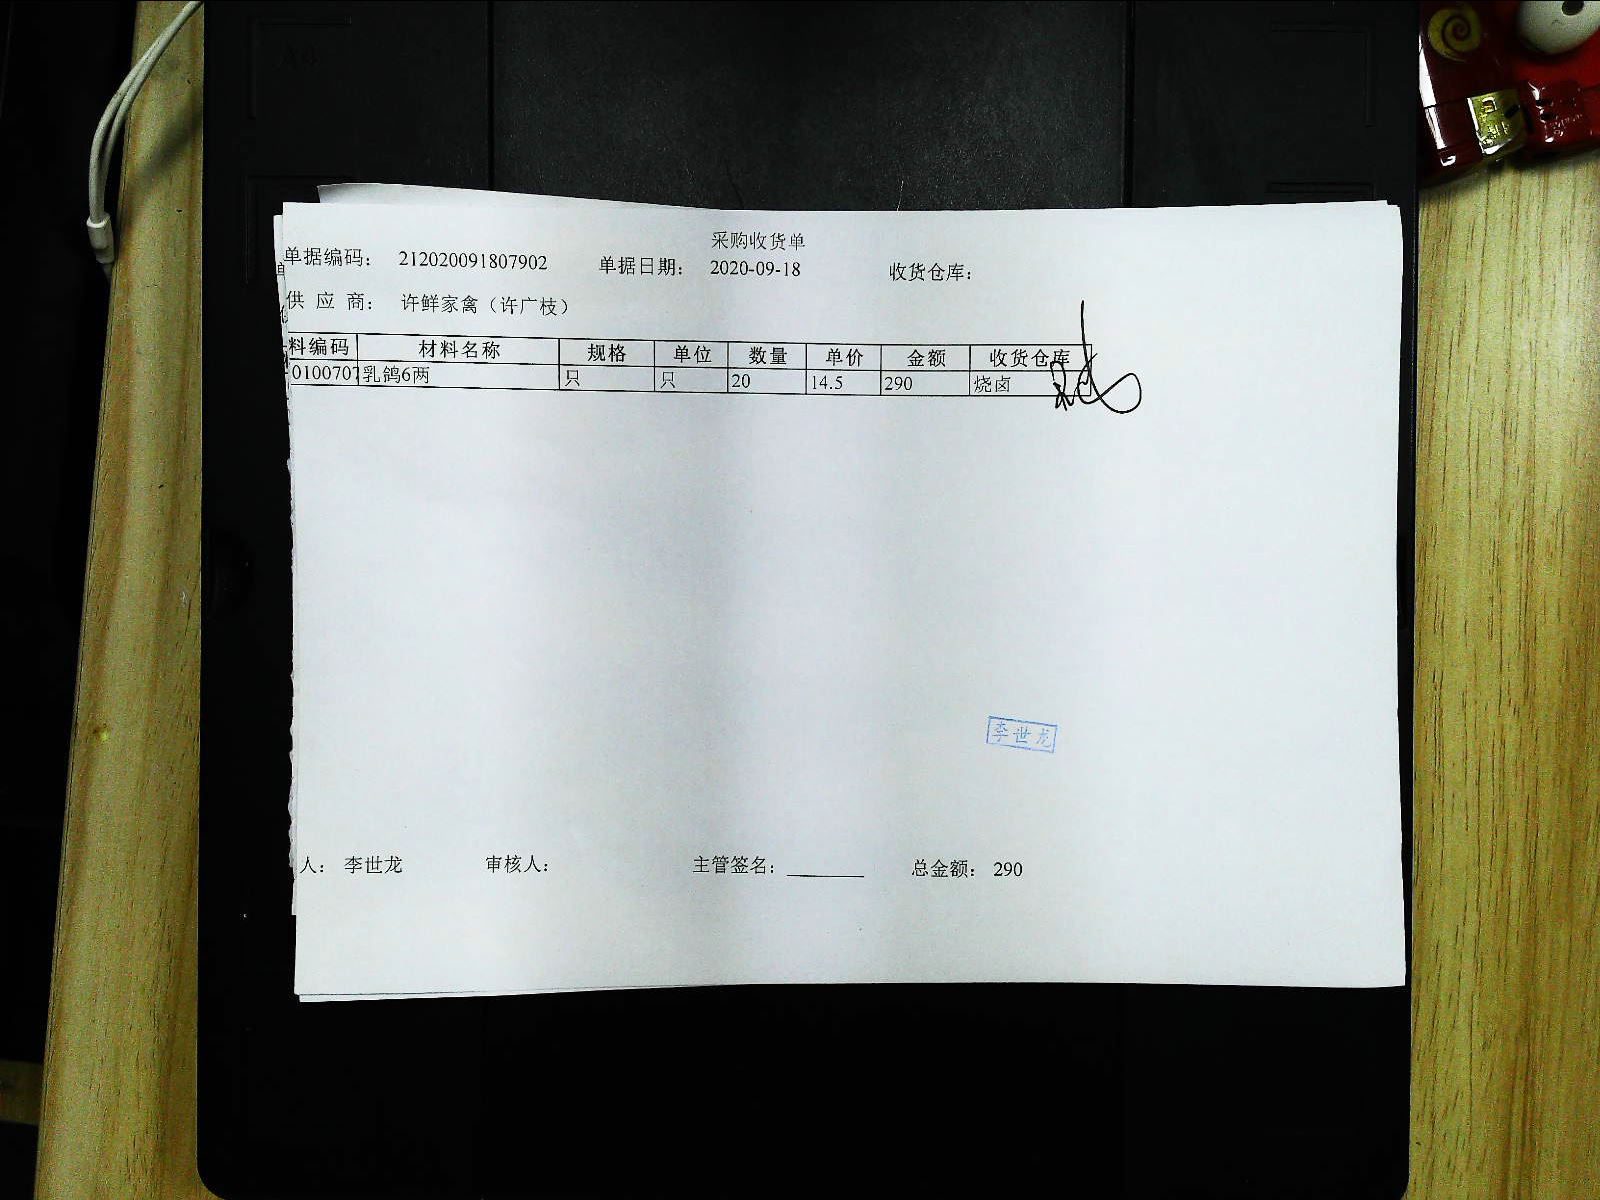 采购收货单
单据编码： 212020091807902 单据日期： 2020-09-18 收货仓库：
供 应 商： 许鲜家禽（许广枝）
料编码 材料名称 规格 单位 数量 单价 金额 收货仓库
0100707 乳鸽6两 只 只 20 14.5 290 烧卤
李世龙
人： 李世龙 审核人： 主管签名： 总金额： 290